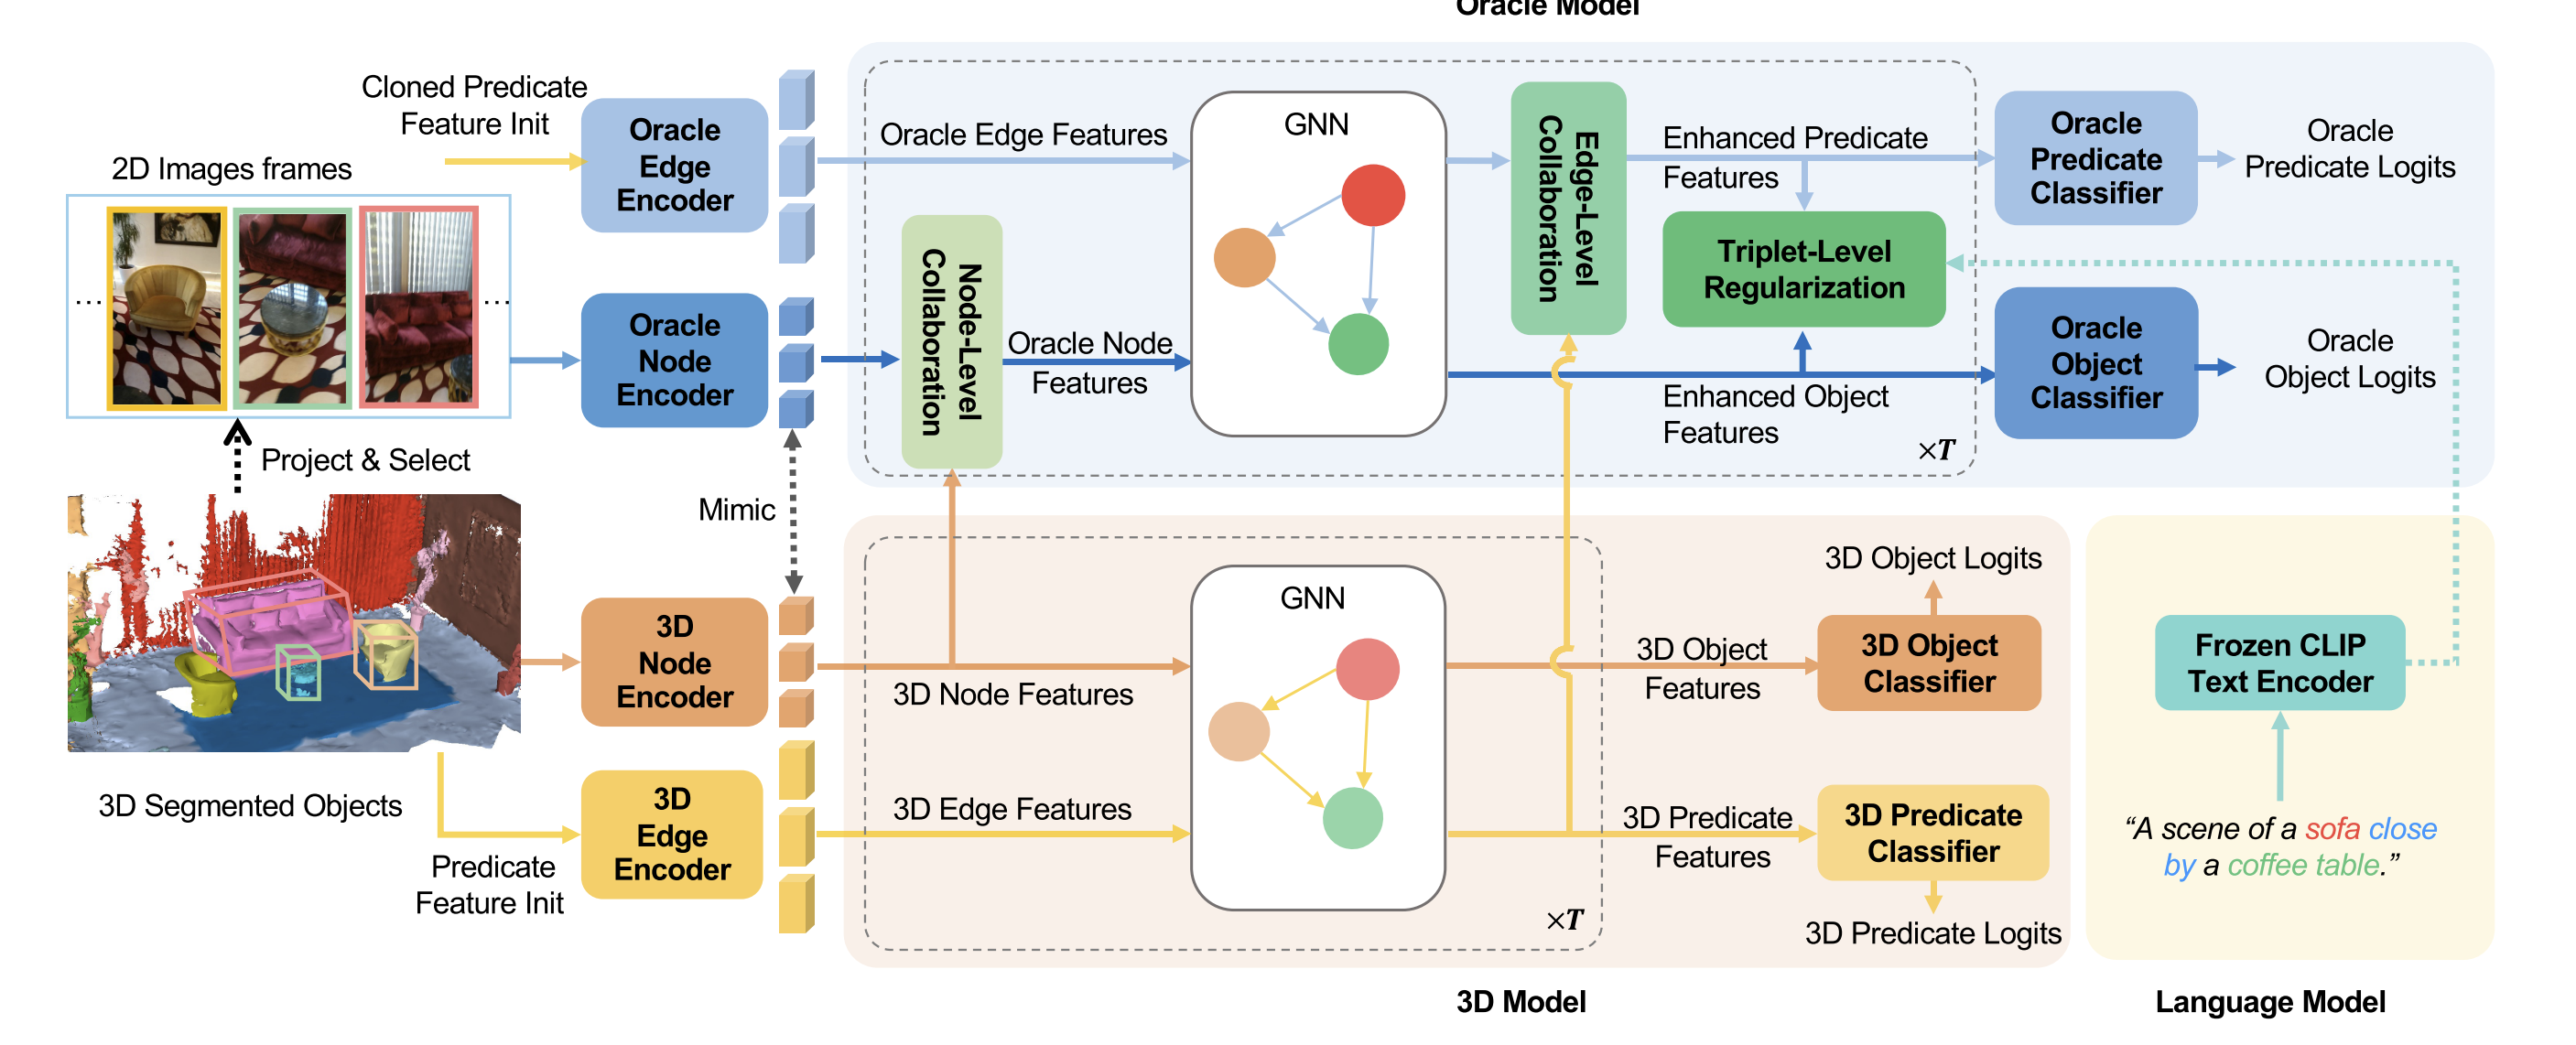 Oracle Model
Cloned Predicate
Feature Init
2D Images frames
...
...
Oracle
Edge
Encoder
Oracle Edge Features
GNN
Edge-Level
Collaboration
Enhanced Predicate
Features
Oracle
Predicate
Classifier
Oracle
Predicate Logits
Triplet-Level
Regularization
Oracle
Node
Encoder
Node-Level
Collaboration
Oracle Node
Features
Enhanced Object
Features
×T
Oracle
Object
Classifier
Oracle
Object Logits
Project & Select
Mimic
3D Segmented Objects
Predicate
Feature Init
3D
Node
Encoder
3D Node Features
3D
Edge
Encoder
3D Edge Features
GNN
×T
3D Object
Features
3D Object Logits
3D Object
Classifier
3D Predicate
Features
3D Predicate
Classifier
3D Predicate Logits
3D Model
Frozen CLIP
Text Encoder
“A scene of a sofa close
by a coffee table.”
Language Model